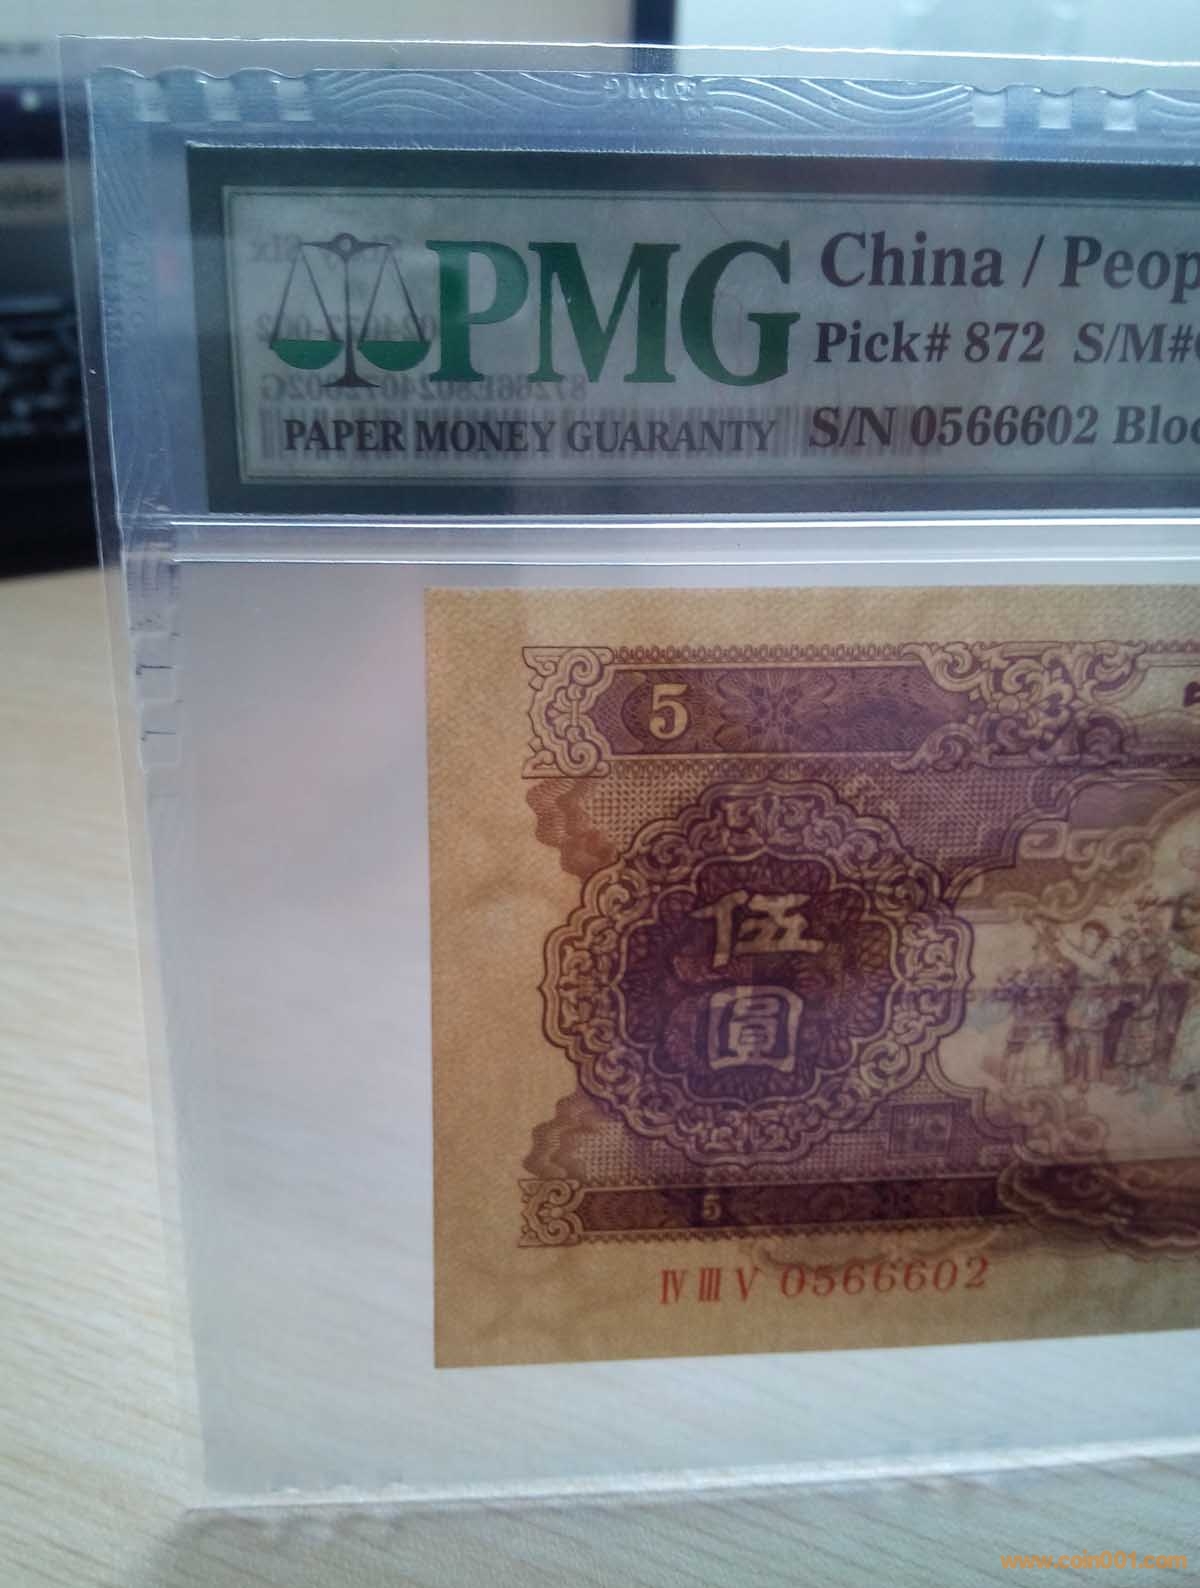 PMG
China / Peop
Pick# 872 S/M#
S/N 0566602 Bloc
PAPER MONEY GUARANTY
5
伍
圓
5
Ⅳ Ⅲ Ⅴ 0566602
www.coin001.com